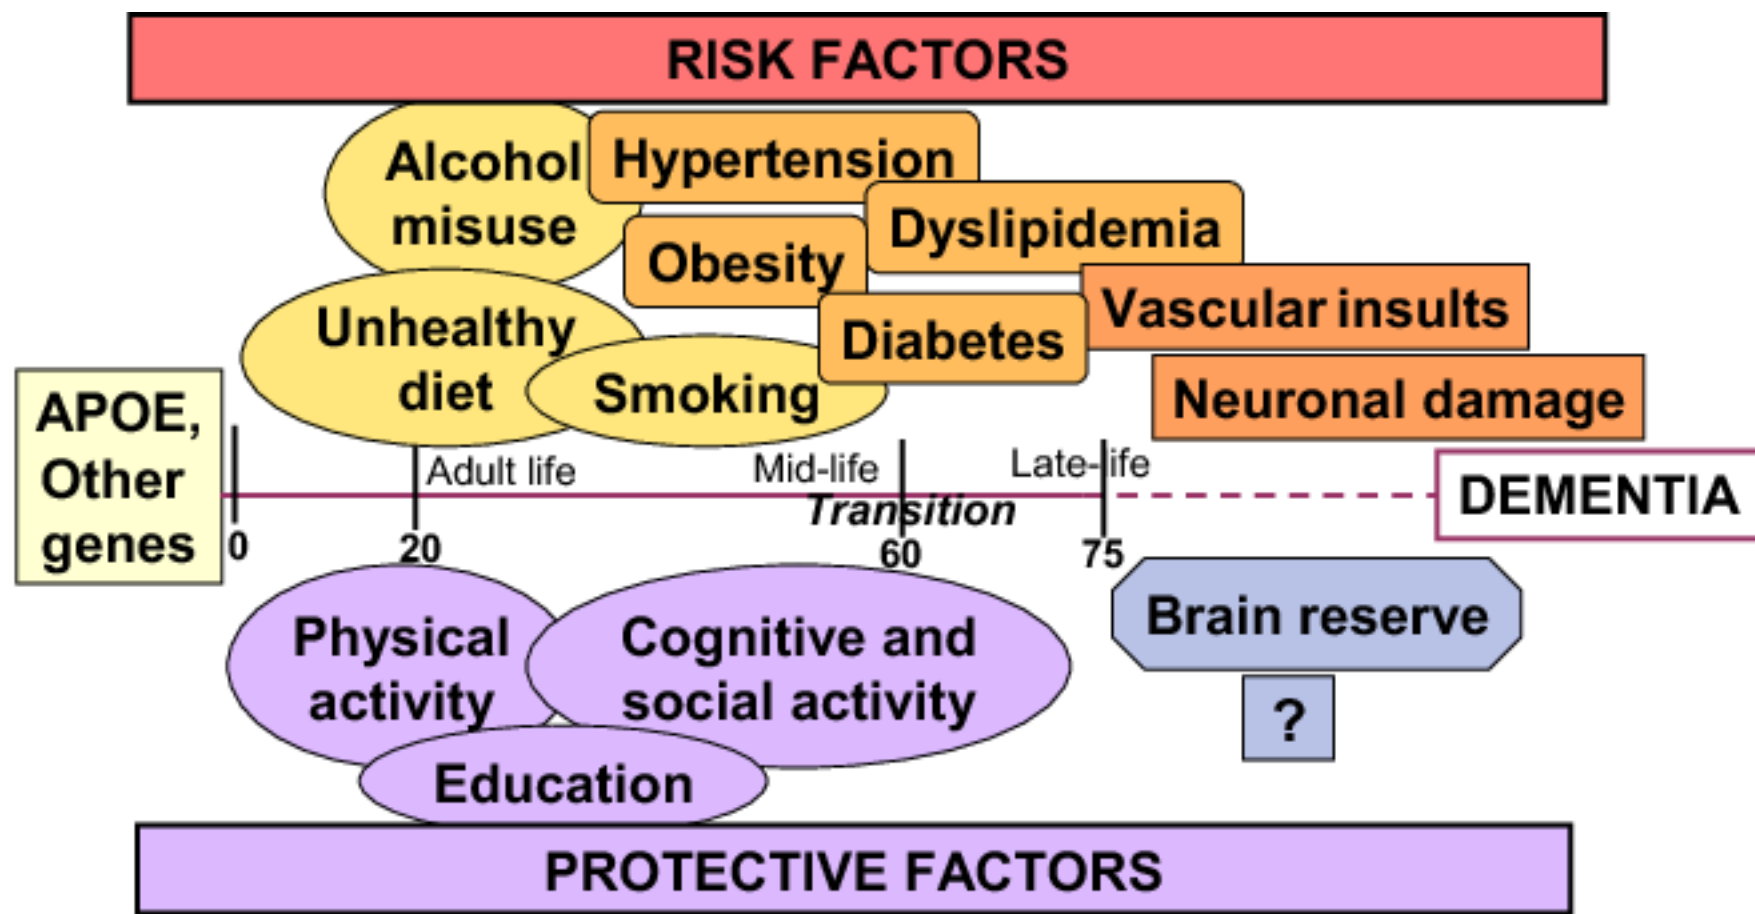 RISK FACTORS
Alcohol
misuse
Hypertension
Dyslipidemia
Obesity
Vascular insults
Unhealthy
diet
Diabetes
Smoking
Neuronal damage
APOE,
Other
genes
Adult life
Mid-life
Late-life
Transition
DEMENTIA
0
20
60
75
Physical
activity
Cognitive and
social activity
Brain reserve
?
Education
PROTECTIVE FACTORS